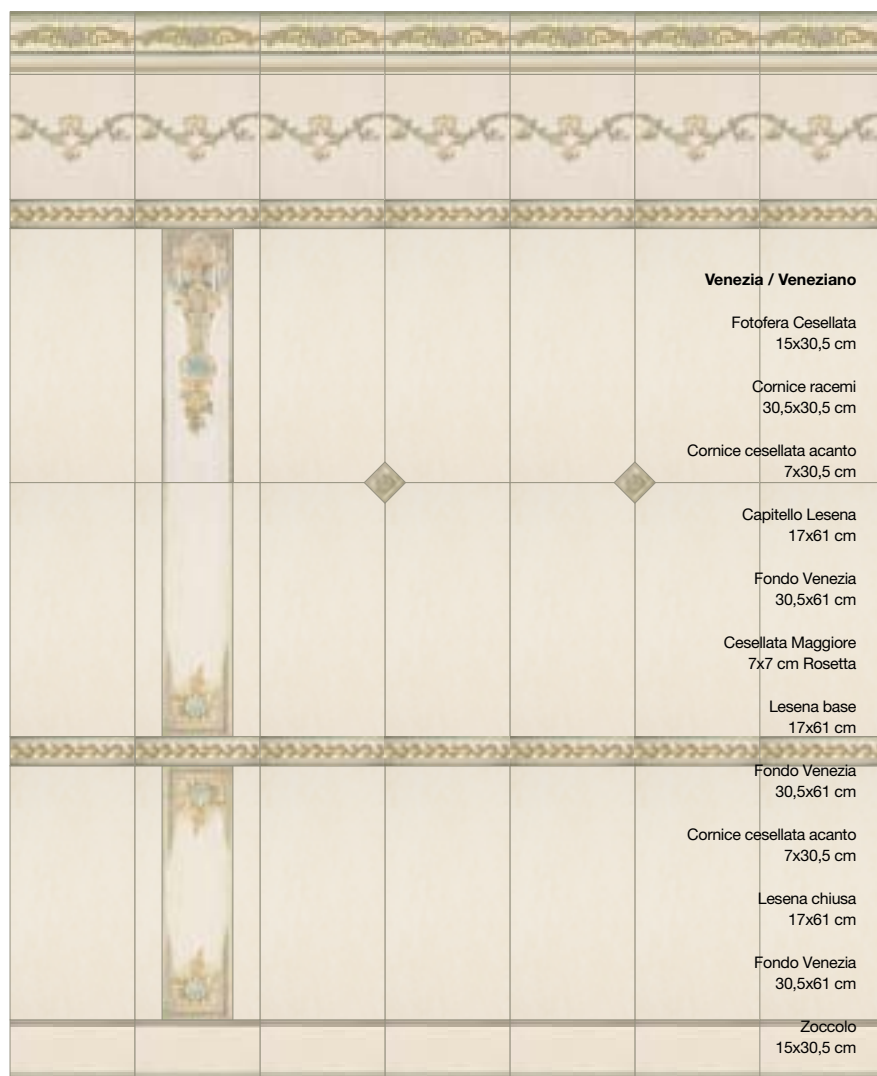 Venezia / Veneziano
Fotofera Cesellata
15x30,5 cm
Cornice racemi
30,5x30,5 cm
Cornice cesellata acanto
7x30,5 cm
Capitello Lesena
17x61 cm
Fondo Venezia
30,5x61 cm
Cesellata Maggiore
7x7 cm Rosetta
Lesena base
17x61 cm
Fondo Venezia
30,5x61 cm
Cornice cesellata acanto
7x30,5 cm
Lesena chiusa
17x61 cm
Fondo Venezia
30,5x61 cm
Zoccolo
15x30,5 cm